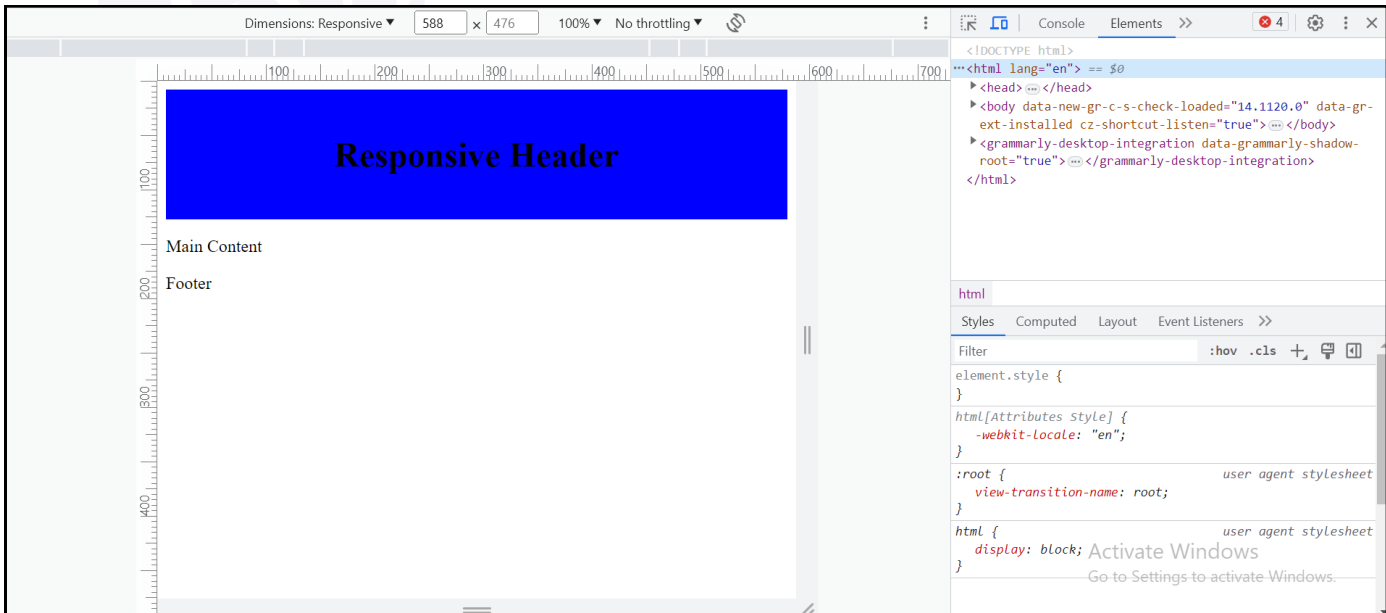 Dimensions: Responsive ▼ 588 × 476 100% ▼ No throttling ▼
Console Elements 4
100 200 300 400 500 600 700
<!DOCTYPE html>
···<html lang="en"> == $0
<head> ··· </head>
<body data-new-gr-c-s-check-loaded="14.1120.0" data-gr-
ext-installed cz-shortcut-listen="true"> ··· </body>
<grammarly-desktop-integration data-grammarly-shadow-
root="true"> ··· </grammarly-desktop-integration>
</html>
Responsive Header
100
Main Content
200
Footer
300
400
html
Styles Computed Layout Event Listeners
Filter :hov .cls
element.style {
}
html[Attributes Style] {
-webkit-locale: "en";
}
:root { user agent stylesheet
view-transition-name: root;
}
html { user agent stylesheet
display: block;
}
Activate Windows
Go to Settings to activate Windows.